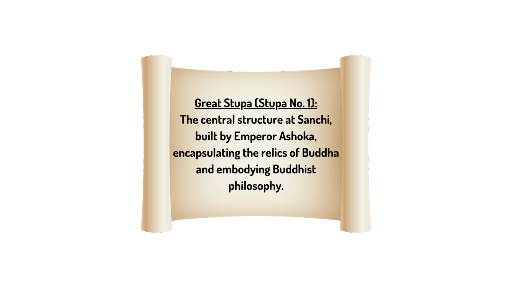 Great Stupa (Stupa No. 1):
The central structure at Sanchi,
built by Emperor Ashoka,
encapsulating the relics of Buddha
and embodying Buddhist
philosophy.